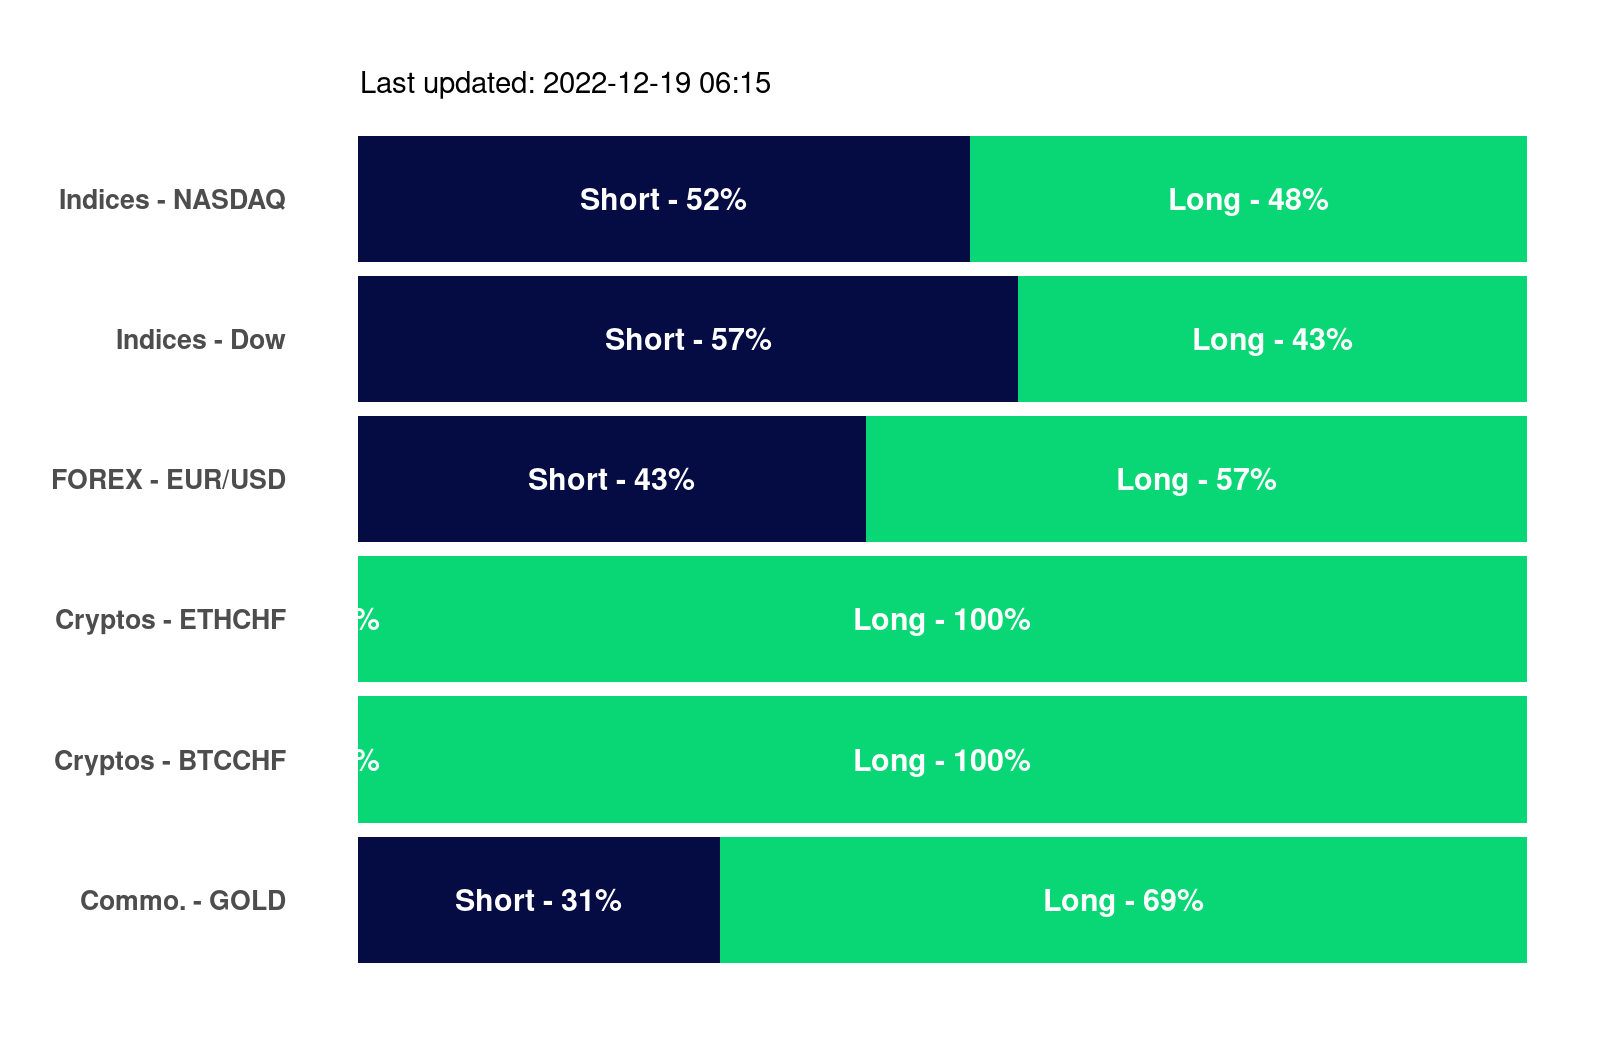 Last updated: 2022-12-19 06:15
Indices - NASDAQ Short - 52% Long - 48%
Indices - Dow Short - 57% Long - 43%
FOREX - EUR/USD Short - 43% Long - 57%
Cryptos - ETHCHF % Long - 100%
Cryptos - BTCCHF % Long - 100%
Commo. - GOLD Short - 31% Long - 69%